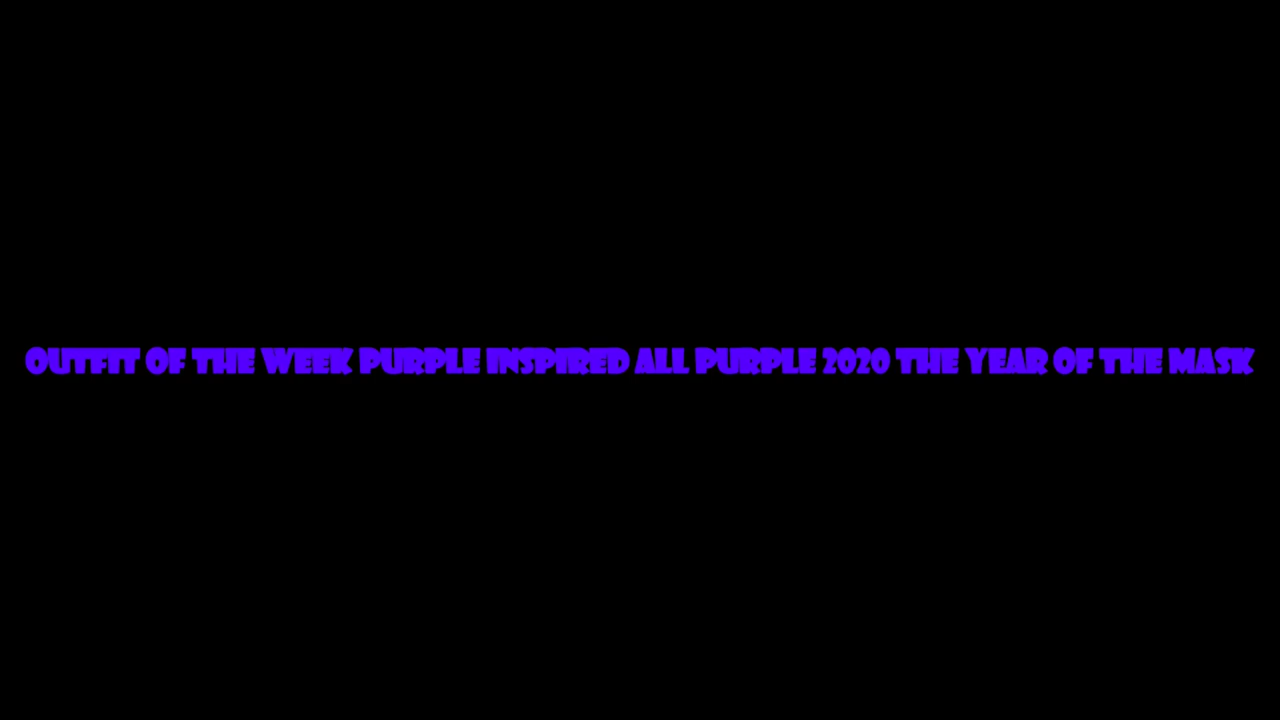 OUTFIT OF THE WEEK PURPLE INSPIRED ALL PURPLE 2020 THE YEAR OF THE MASK